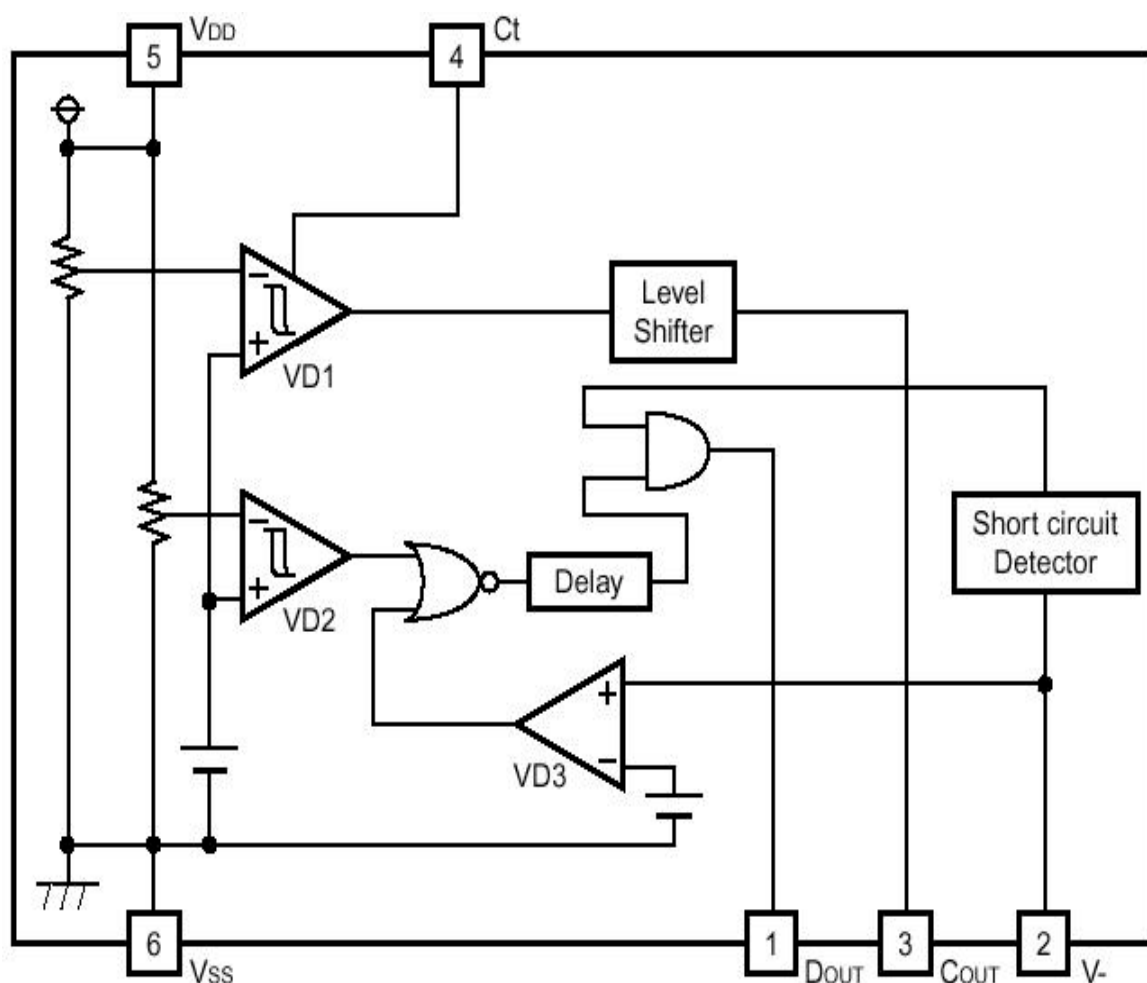 VDD
Ct
5
4
−
+
VD1
Level
Shifter
−
+
VD2
Delay
Short circuit
Detector
+
−
VD3
6
1
3
2
VSS
DOUT
COUT
V-